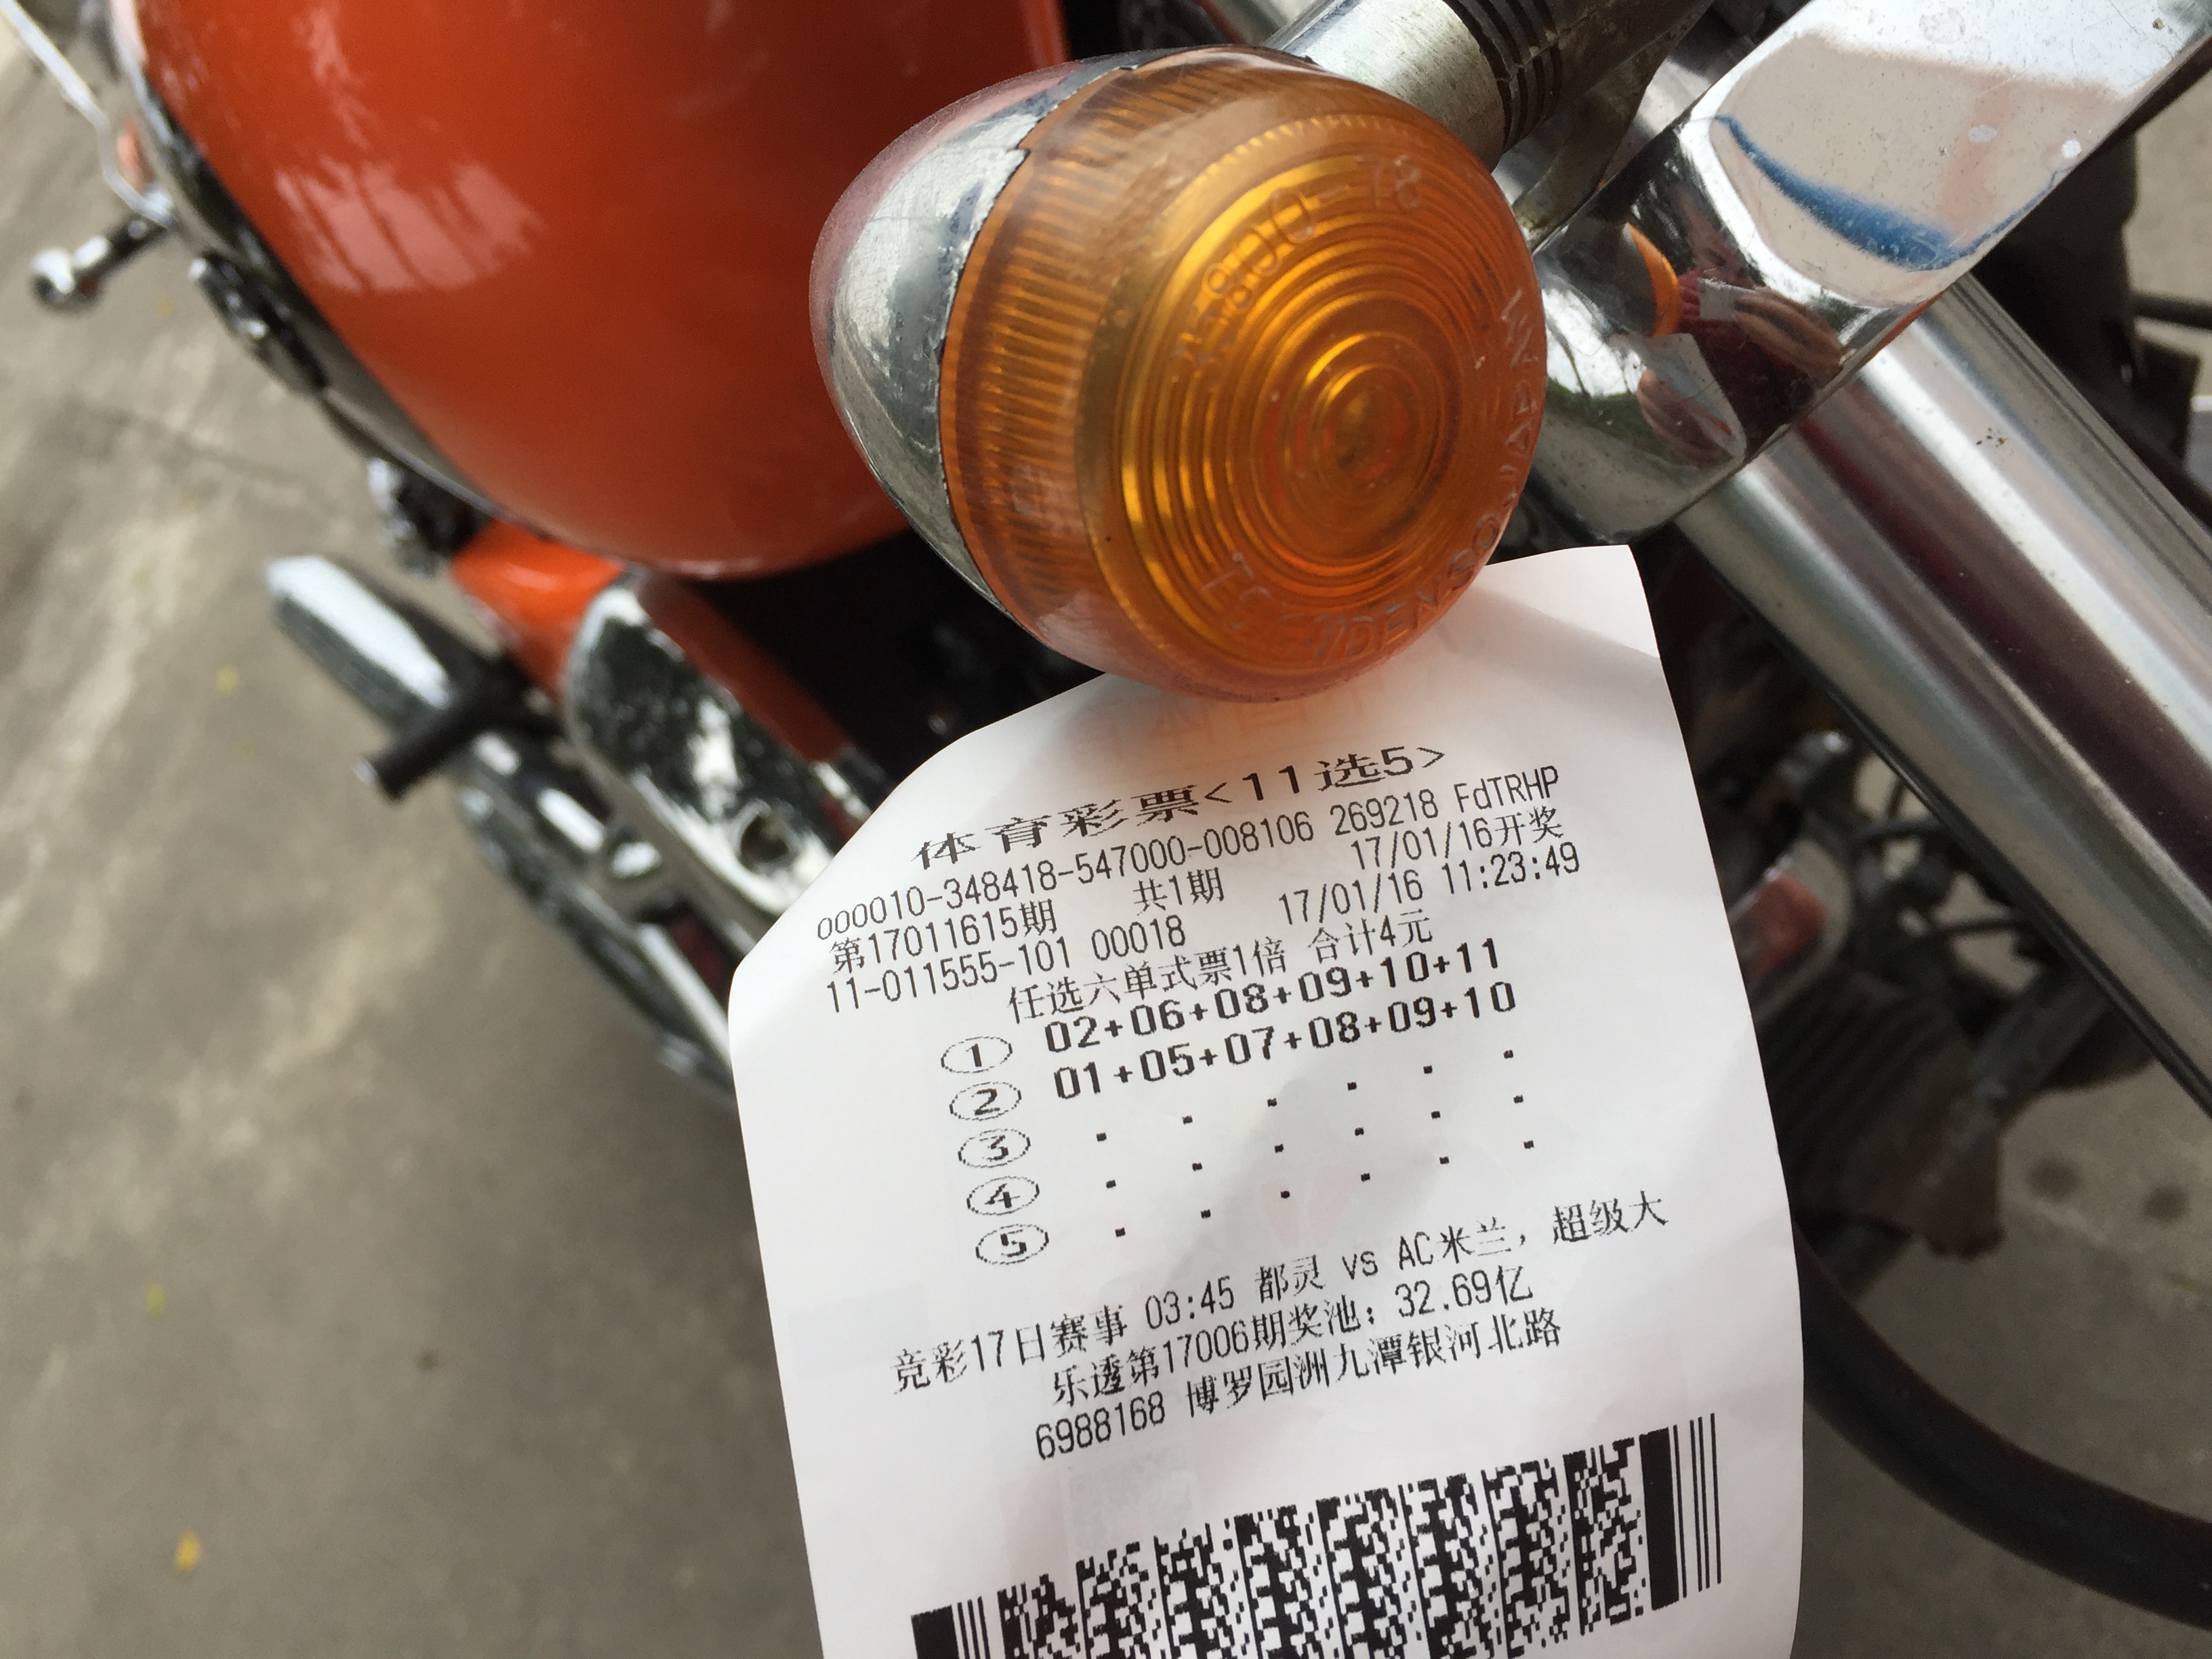 体育彩票<11选5>
000010-348418-547000-008106 269218 FdTRHP
第17011615期 共1期 17/01/16开奖
11-011555-101 00018 17/01/16 11:23:49
任选六单式票1倍 合计4元
① 02+06+08+09+10+11
② 01+05+07+08+09+10
③ . . . . . .
④ . . . . . .
⑤ . . . . . .
竞彩17日赛事 03:45 都灵 vs AC米兰，超级大
乐透第17006期奖池：32.69亿
6988168 博罗园洲九潭银河北路